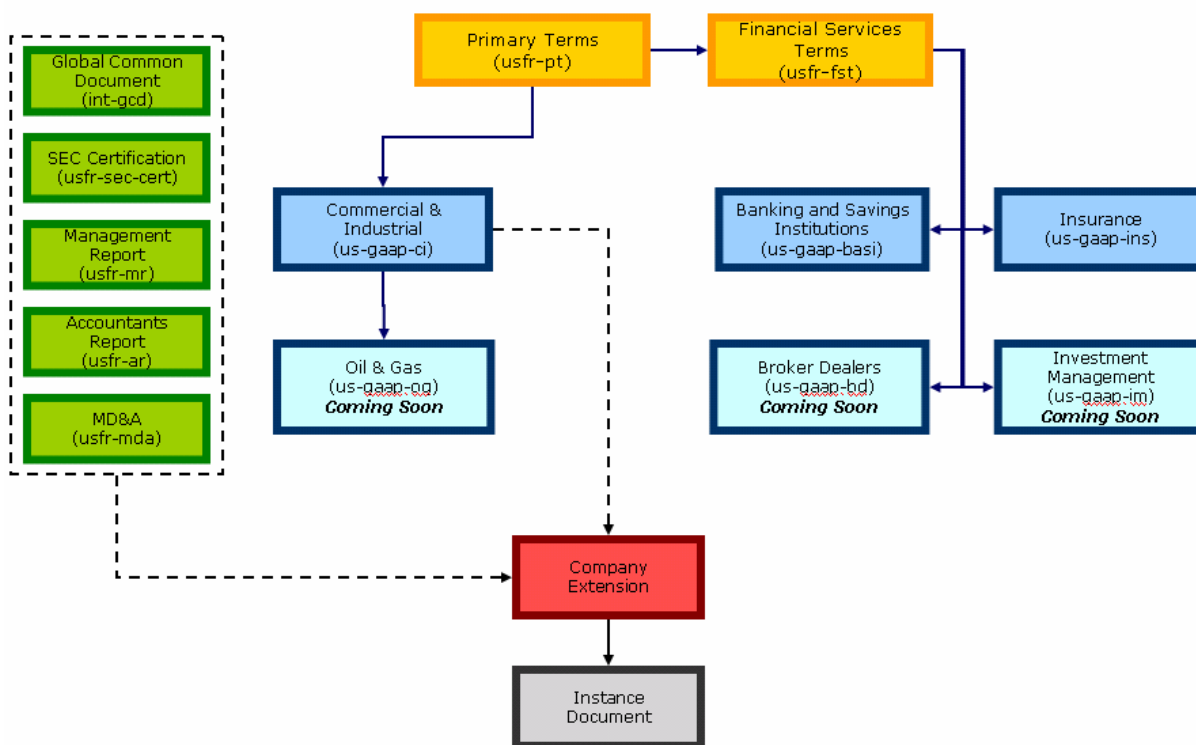 Global Common
Document
(int-gcd)
SEC Certification
(usfr-sec-cert)
Management
Report
(usfr-mr)
Accountants
Report
(usfr-ar)
MD&A
(usfr-mda)
Primary Terms
(usfr-pt)
Financial Services
Terms
(usfr-fst)
Commercial &
Industrial
(us-gaap-ci)
Banking and Savings
Institutions
(us-gaap-basi)
Insurance
(us-gaap-ins)
Oil & Gas
(us-gaap-og)
Coming Soon
Broker Dealers
(us-gaap-bd)
Coming Soon
Investment
Management
(us-gaap-im)
Coming Soon
Company
Extension
Instance
Document